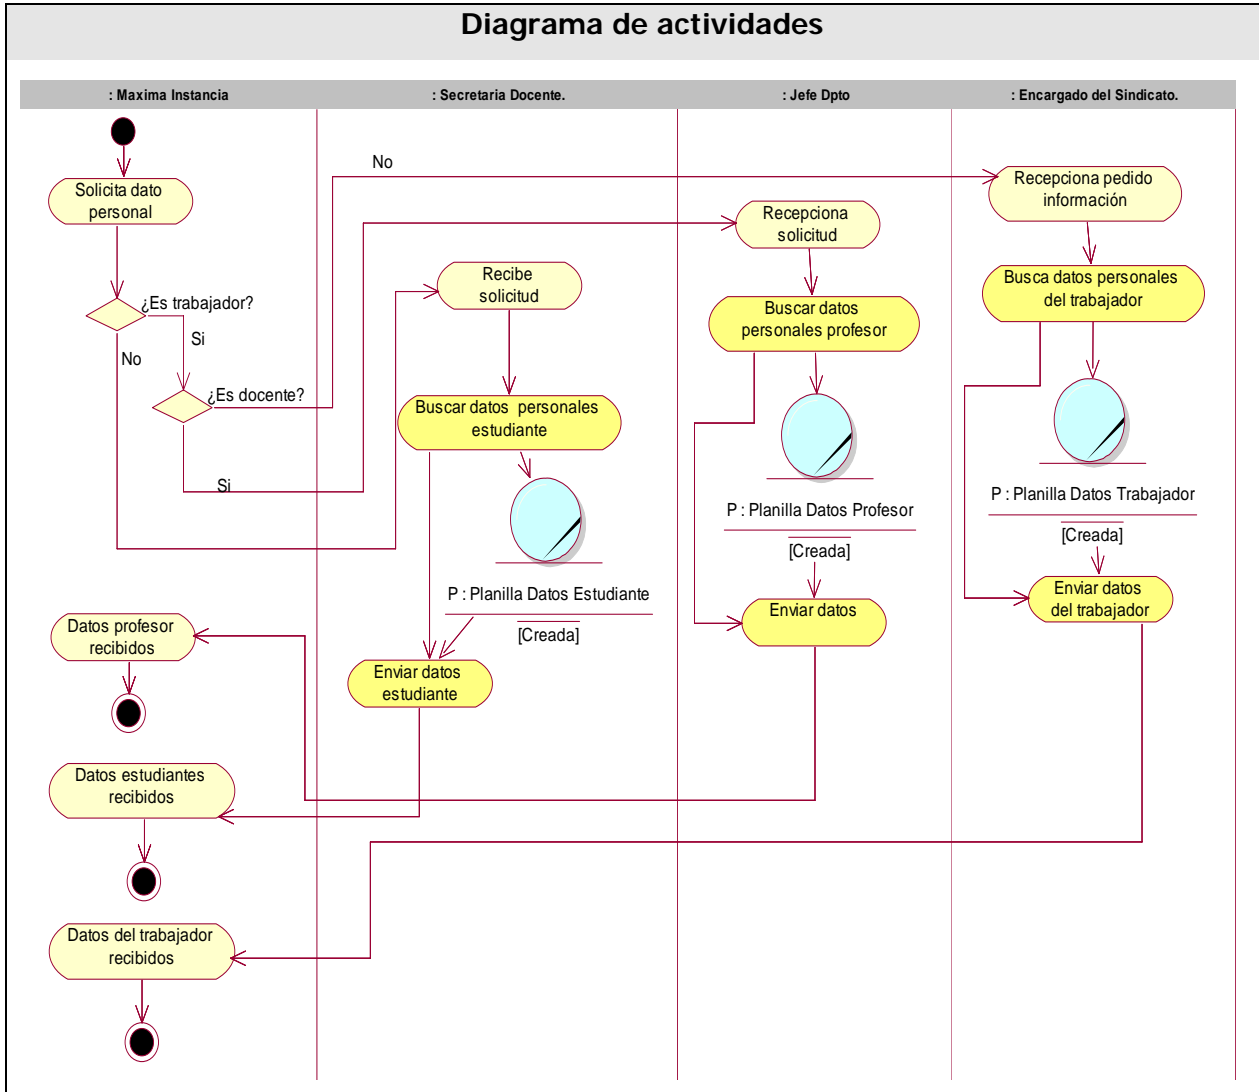 Diagrama de actividades
: Maxima Instancia
: Secretaria Docente.
: Jefe Dpto
: Encargado del Sindicato.
Solicita dato
personal
¿Es trabajador?
Si
No
¿Es docente?
No
Si
Recibe
solicitud
Buscar datos personales
estudiante
P : Planilla Datos Estudiante
[Creada]
Enviar datos
estudiante
Recepciona
solicitud
Buscar datos
personales profesor
P : Planilla Datos Profesor
[Creada]
Enviar datos
Recepciona pedido
información
Busca datos personales
del trabajador
P : Planilla Datos Trabajador
[Creada]
Enviar datos
del trabajador
Datos profesor
recibidos
Datos estudiantes
recibidos
Datos del trabajador
recibidos